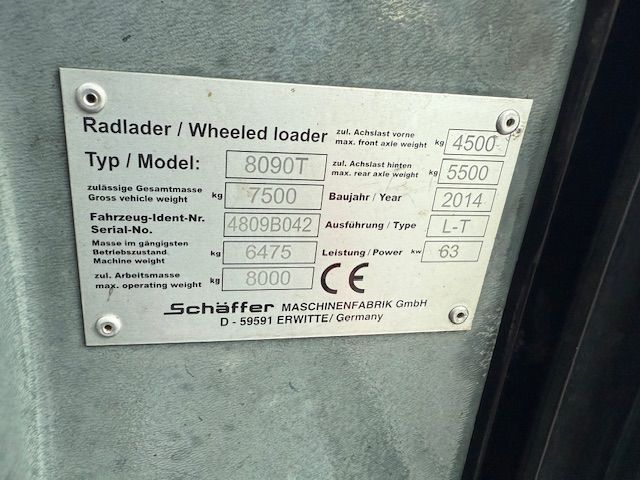 Radlader / Wheeled loader
zul. Achslast vorne
max. front axle weight kg 4500
Typ / Model: 8090T
zul. Achslast hinten
max. rear axle weight kg 5500
zulässige Gesamtmasse
Gross vehicle weight kg 7500
Baujahr / Year 2014
Fahrzeug-Ident-Nr.
Serial-No. 4809B042
Ausführung / Type L-T
Masse im gängigsten
Betriebszustand
Machine weight kg 6475
Leistung / Power kw 63
zul. Arbeitsmasse
max. operating weight kg 8000
CE
Schäffer MASCHINENFABRIK GmbH
D - 59591 ERWITTE / Germany